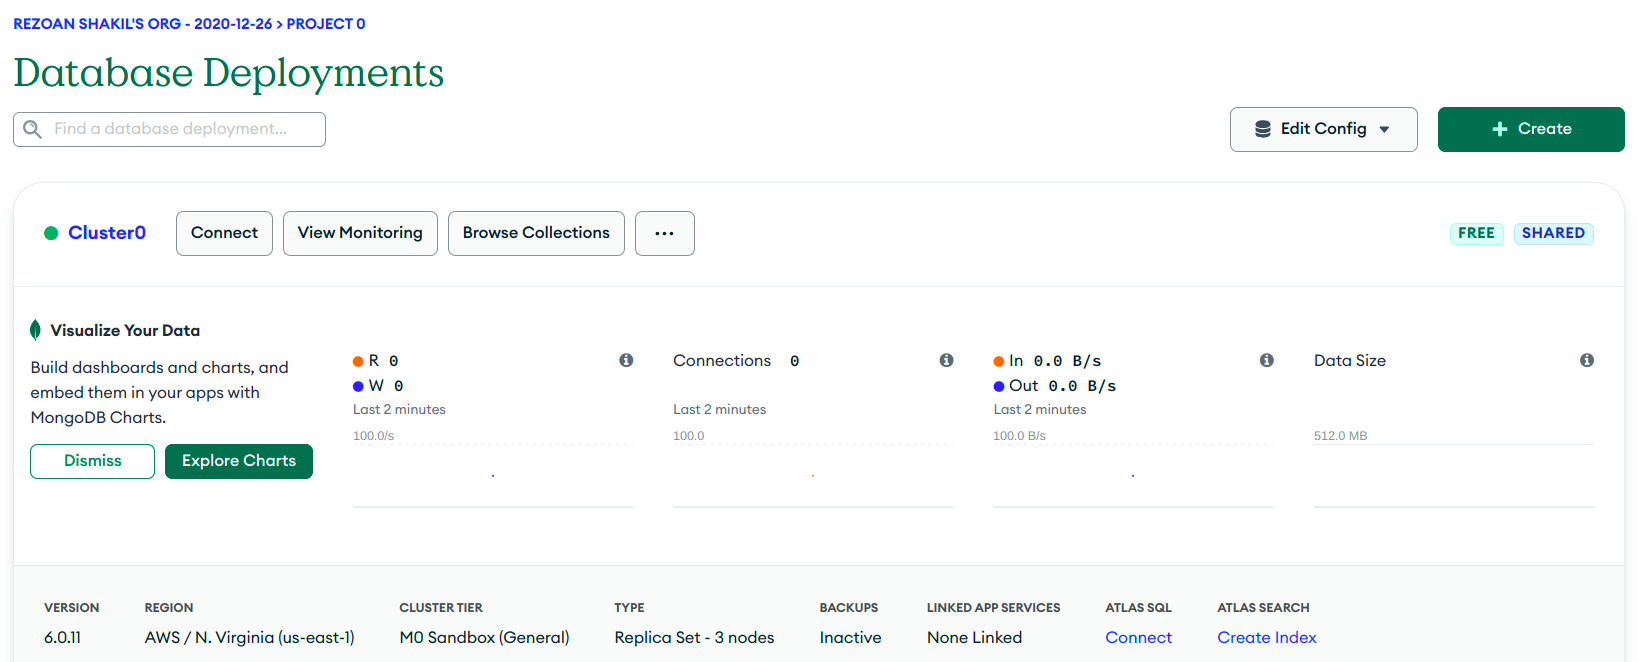 REZOAN SHAKIL'S ORG - 2020-12-26 > PROJECT 0
Database Deployments
Find a database deployment...
Edit Config
+ Create
Cluster0
Connect
View Monitoring
Browse Collections
...
FREE
SHARED
Visualize Your Data
Build dashboards and charts, and
embed them in your apps with
MongoDB Charts.
Dismiss
Explore Charts
R 0
W 0
Last 2 minutes
100.0/s
Connections 0
Last 2 minutes
100.0
In 0.0 B/s
Out 0.0 B/s
Last 2 minutes
100.0 B/s
Data Size
512.0 MB
VERSION
6.0.11
REGION
AWS / N. Virginia (us-east-1)
CLUSTER TIER
M0 Sandbox (General)
TYPE
Replica Set - 3 nodes
BACKUPS
Inactive
LINKED APP SERVICES
None Linked
ATLAS SQL
Connect
ATLAS SEARCH
Create Index